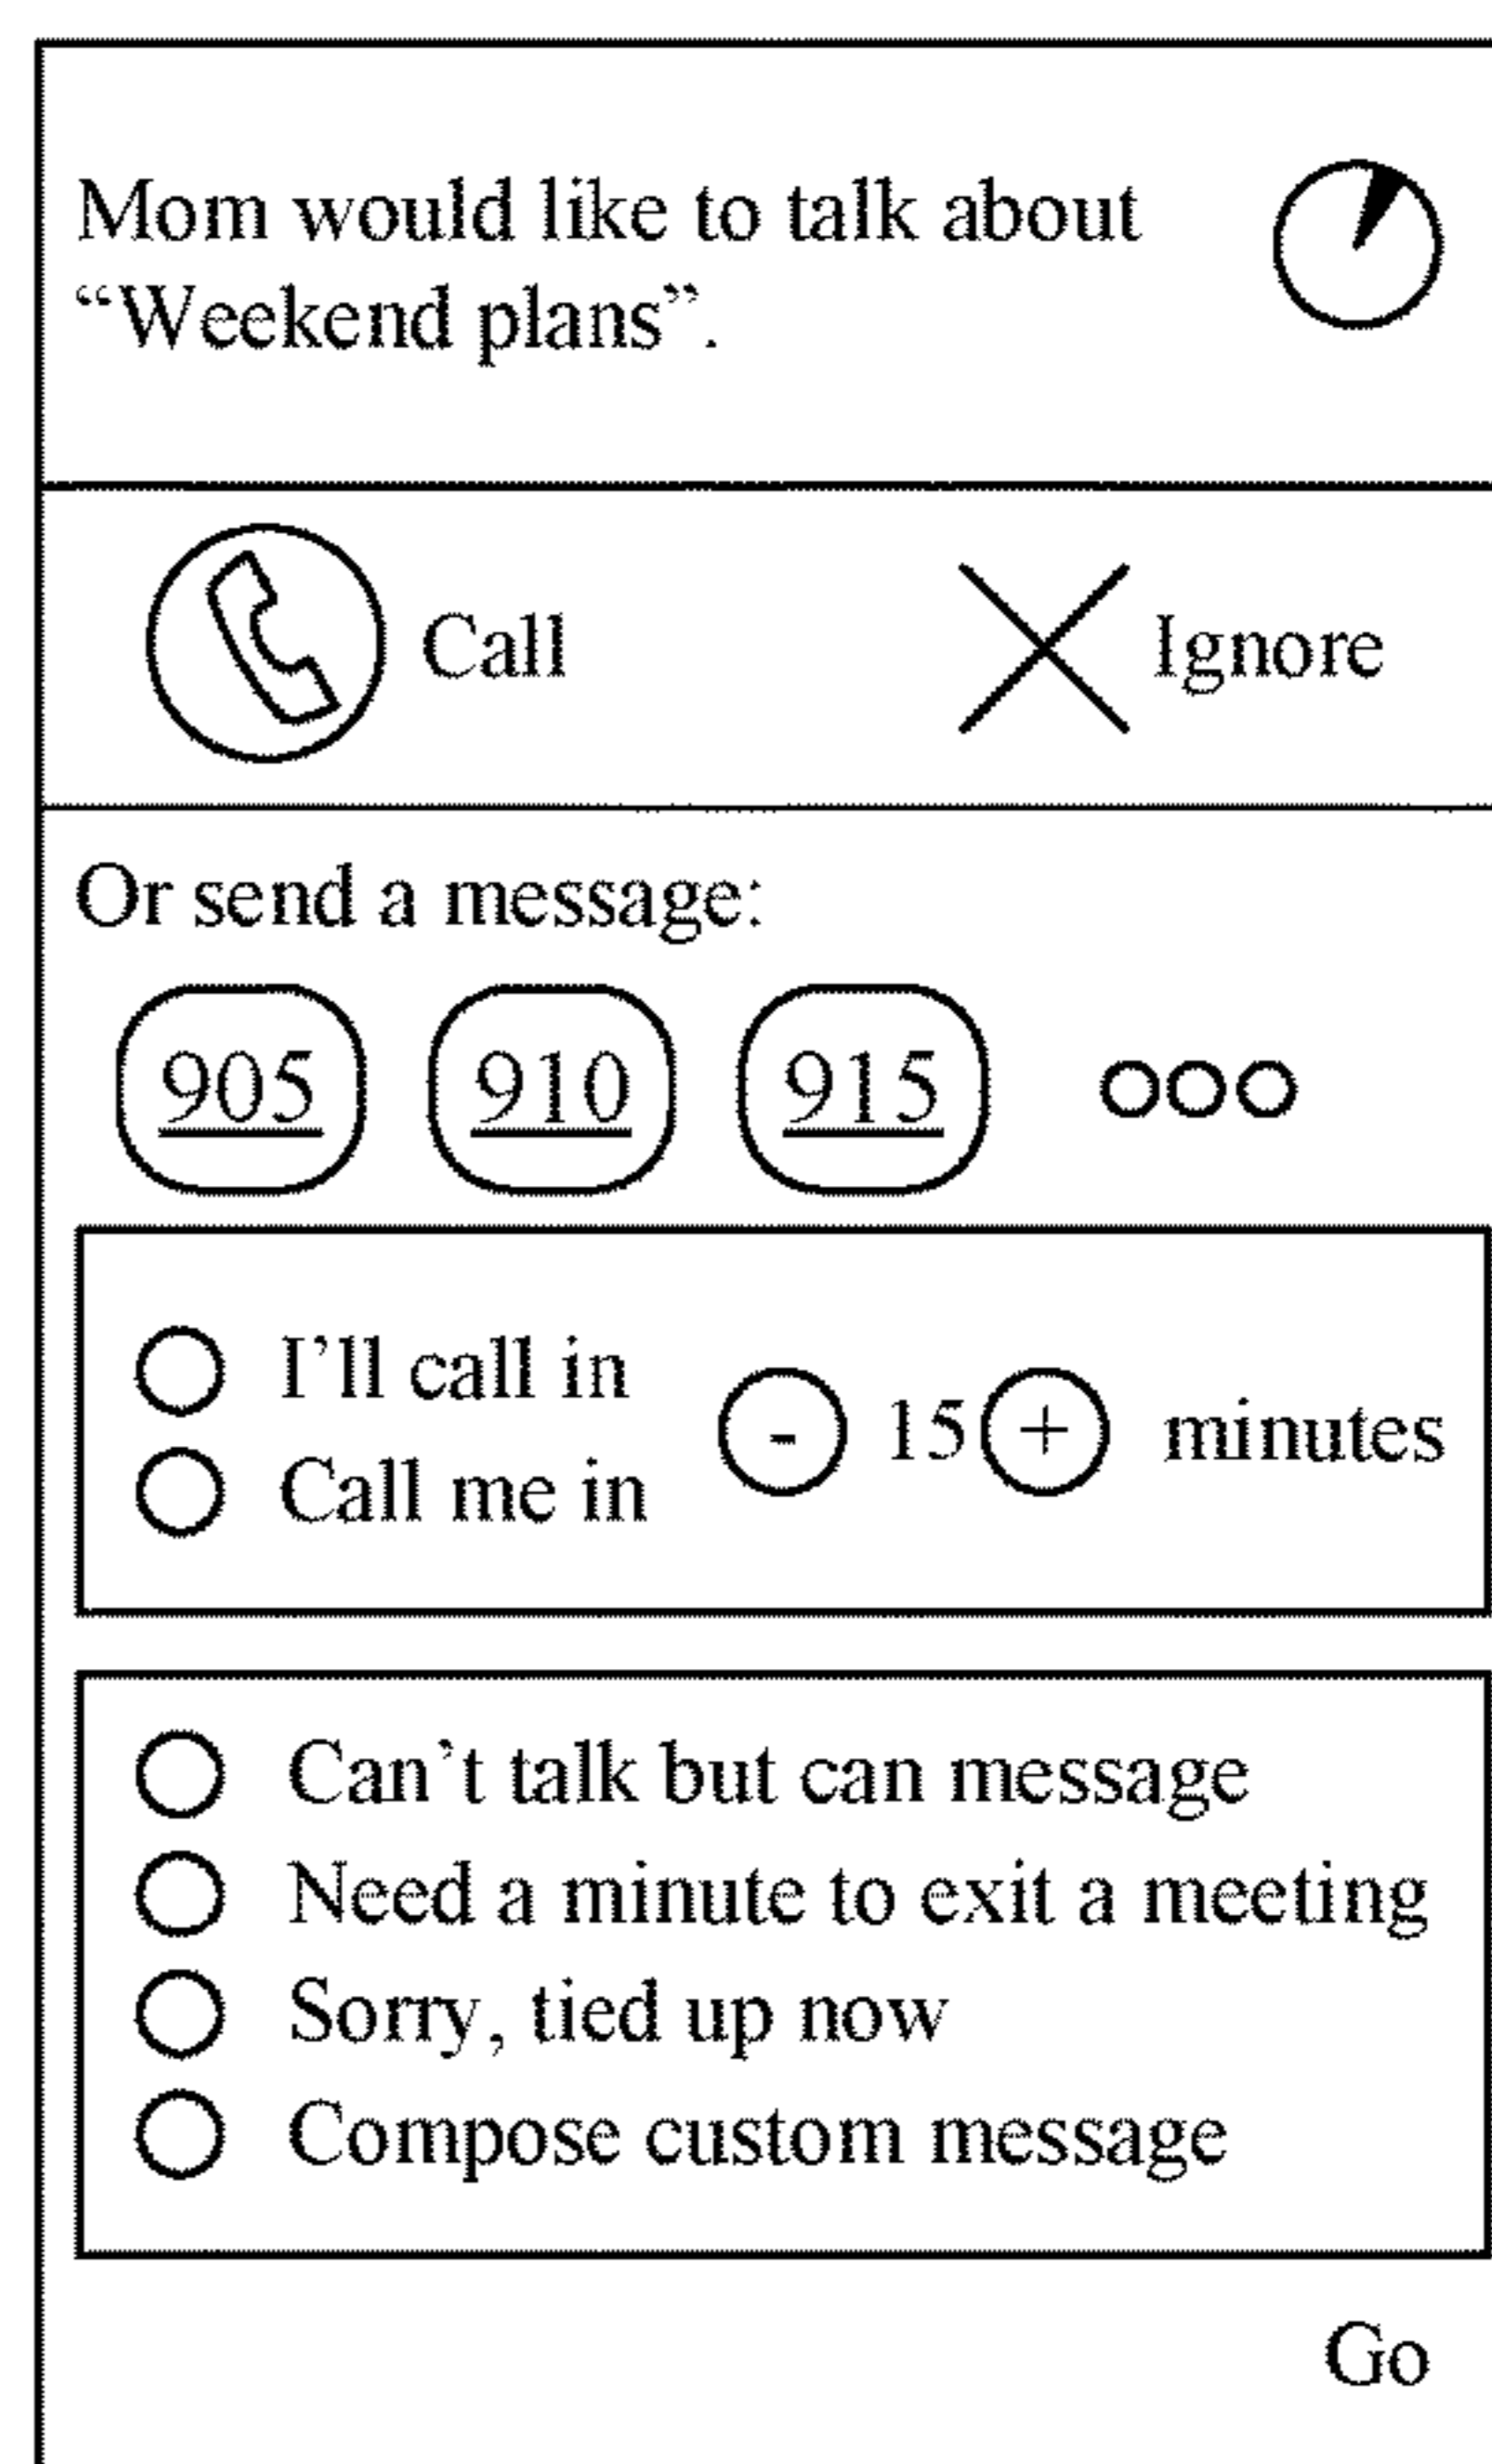 Mom would like to talk about
“Weekend plans”.
Call
Ignore
Or send a message:
905 910 915
I’ll call in
Call me in
- 15 + minutes
Can’t talk but can message
Need a minute to exit a meeting
Sorry, tied up now
Compose custom message
Go